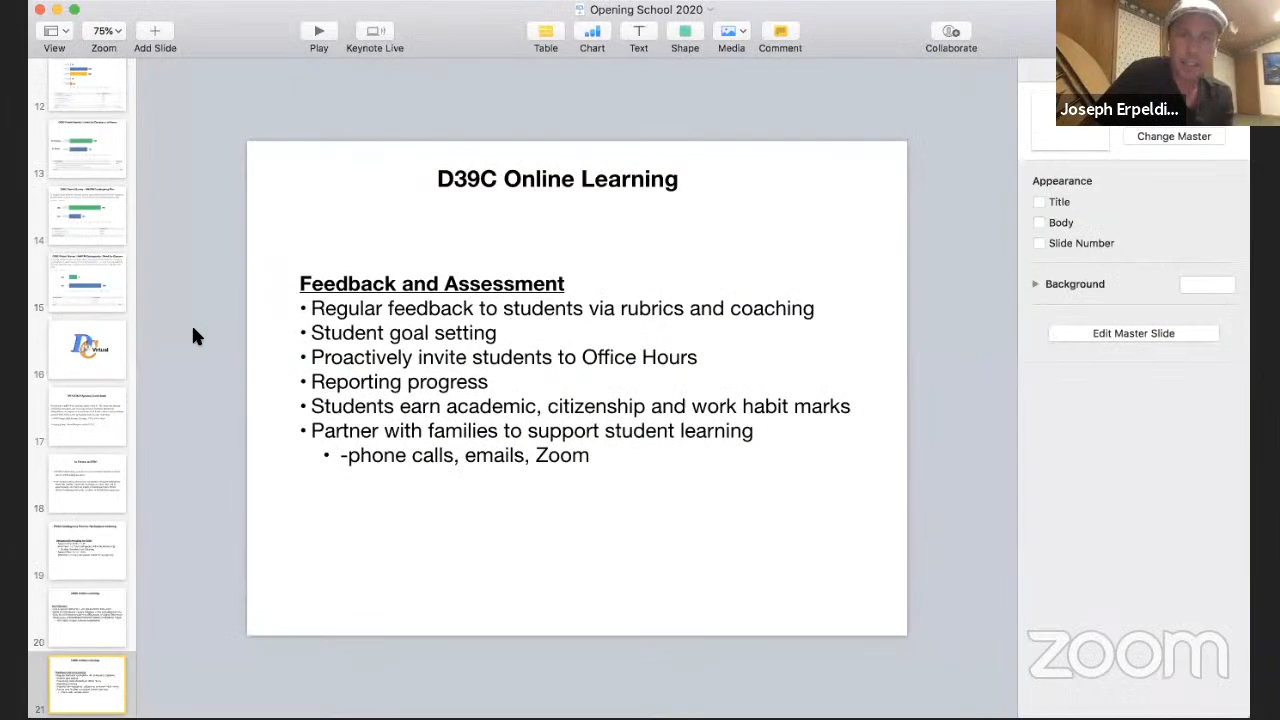 Opening School 2020
75%
View
Zoom
Add Slide
Play
Keynote Live
Table
Chart
Text
Shape
Media
Comment
Collaborate
Joseph Erpeldi...
Change Master
Appearance
Title
Body
Slide Number
Background
Edit Master Slide
D39C Online Learning
Feedback and Assessment
• Regular feedback to students via rubrics and coaching
• Student goal setting
• Proactively invite students to Office Hours
• Reporting progress
• Students earn academic, citizenship and work habit marks
• Partner with families to support student learning
• -phone calls, emails, Zoom
12
13
14
15
Virtual
16
17
18
19
20
21
zoom